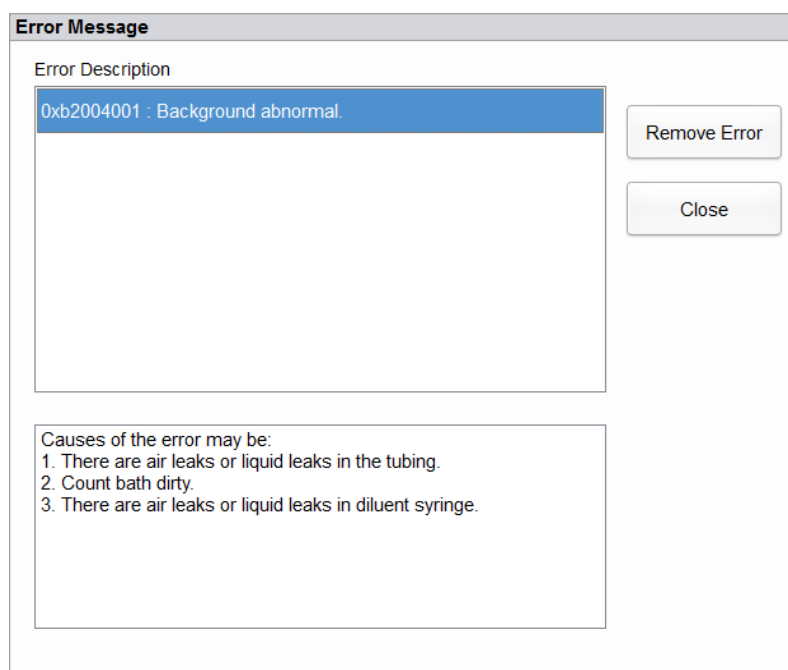 Error Message
Error Description
0xb2004001 : Background abnormal.
Remove Error
Close
Causes of the error may be:
1. There are air leaks or liquid leaks in the tubing.
2. Count bath dirty.
3. There are air leaks or liquid leaks in diluent syringe.